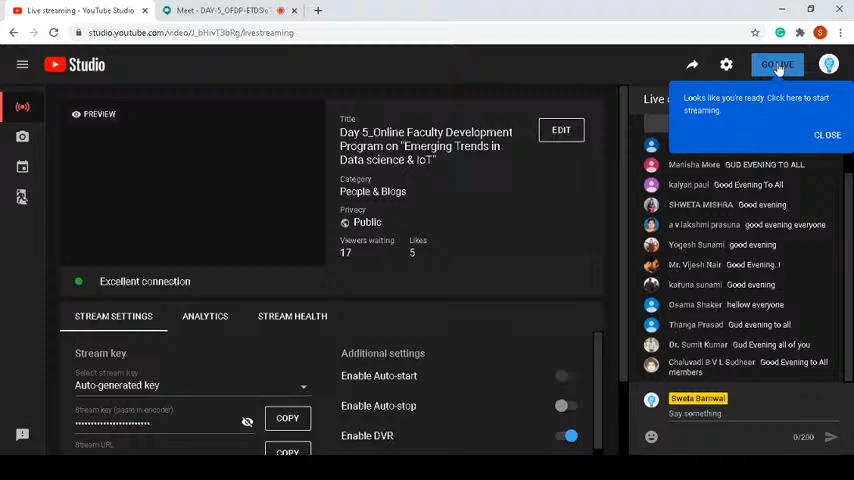 Live streaming - YouTube Studio
Meet - DAY-5_OFDP-ETDSIoT
studio.youtube.com/video/J_bHivT3bRg/livestreaming
Studio
GO LIVE
Looks like you're ready. Click here to start
streaming.
CLOSE
PREVIEW
Title
Day 5_Online Faculty Development
Program on "Emerging Trends in
Data science & IoT"
EDIT
Category
People & Blogs
Privacy
Public
Viewers waiting
17
Likes
5
Excellent connection
STREAM SETTINGS
ANALYTICS
STREAM HEALTH
Stream key
Select stream key
Auto-generated key
Stream key (paste in encoder)
COPY
Stream URL
COPY
Additional settings
Enable Auto-start
Enable Auto-stop
Enable DVR
Live
Manisha More GUD EVENING TO ALL
kalyan paul Good Evening To All
SHWETA MISHRA Good evening
a v lakshmi prasuna good evening everyone
Yogesh Sunami good evening
Mr. Vijesh Nair Good Evening.!
karuna sunami Good evening
Osama Shaker hellow everyone
Thanga Prasad Gud evening to all
Dr. Sumit Kumar Gud Evening all of you
Chaluvadi B V L Sudheer Good Evening to All
members
Sweta Barnwal
Say something...
0/200